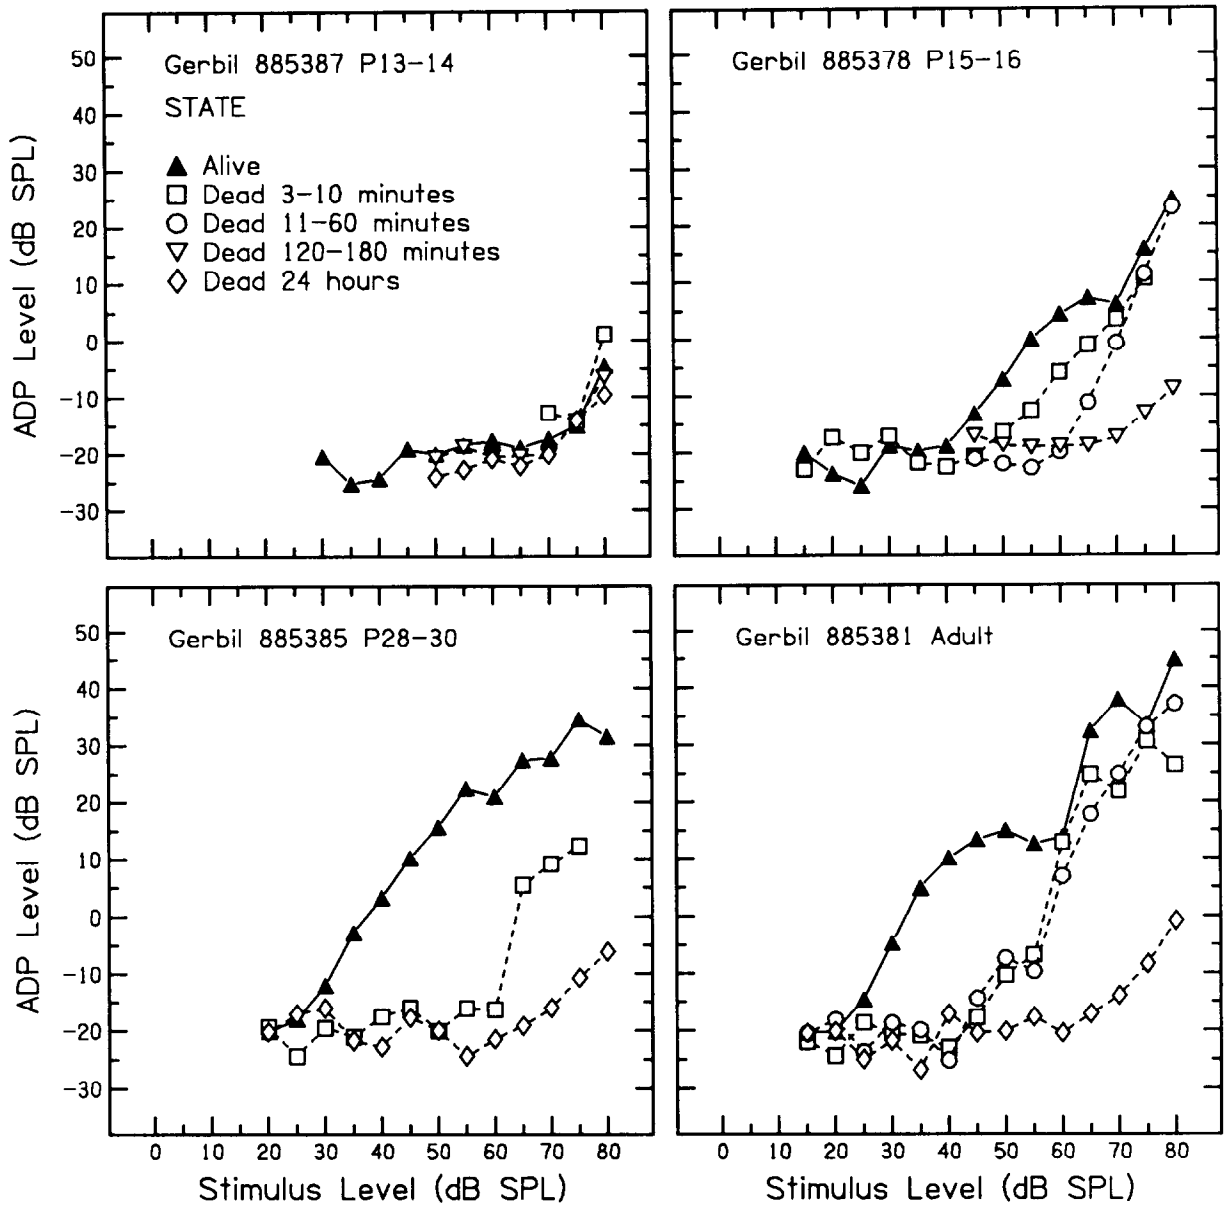 Gerbil 885387 P13-14
STATE
Alive
Dead 3-10 minutes
Dead 11-60 minutes
Dead 120-180 minutes
Dead 24 hours
50
40
30
20
10
0
-10
-20
-30
ADP Level (dB SPL)
Gerbil 885378 P15-16
Gerbil 885385 P28-30
50
40
30
20
10
0
-10
-20
-30
ADP Level (dB SPL)
0 10 20 30 40 50 60 70 80
Stimulus Level (dB SPL)
Gerbil 885381 Adult
0 10 20 30 40 50 60 70 80
Stimulus Level (dB SPL)